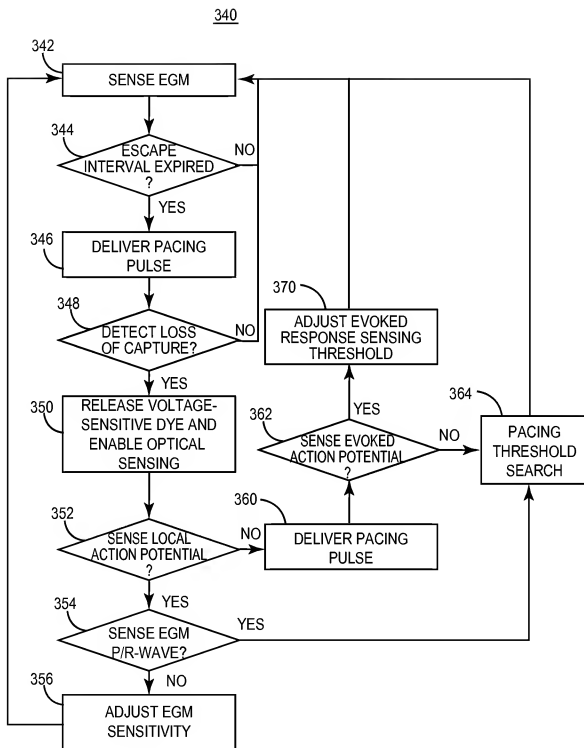 340
342
SENSE EGM
344
ESCAPE
INTERVAL EXPIRED
?
NO
YES
346
DELIVER PACING
PULSE
348
DETECT LOSS
OF CAPTURE?
NO
YES
350
RELEASE VOLTAGE-
SENSITIVE DYE AND
ENABLE OPTICAL
SENSING
352
SENSE LOCAL
ACTION POTENTIAL
?
NO
YES
354
SENSE EGM
P/R-WAVE?
YES
NO
356
ADJUST EGM
SENSITIVITY
360
DELIVER PACING
PULSE
362
SENSE EVOKED
ACTION POTENTIAL
?
YES
NO
370
ADJUST EVOKED
RESPONSE SENSING
THRESHOLD
364
PACING
THRESHOLD
SEARCH